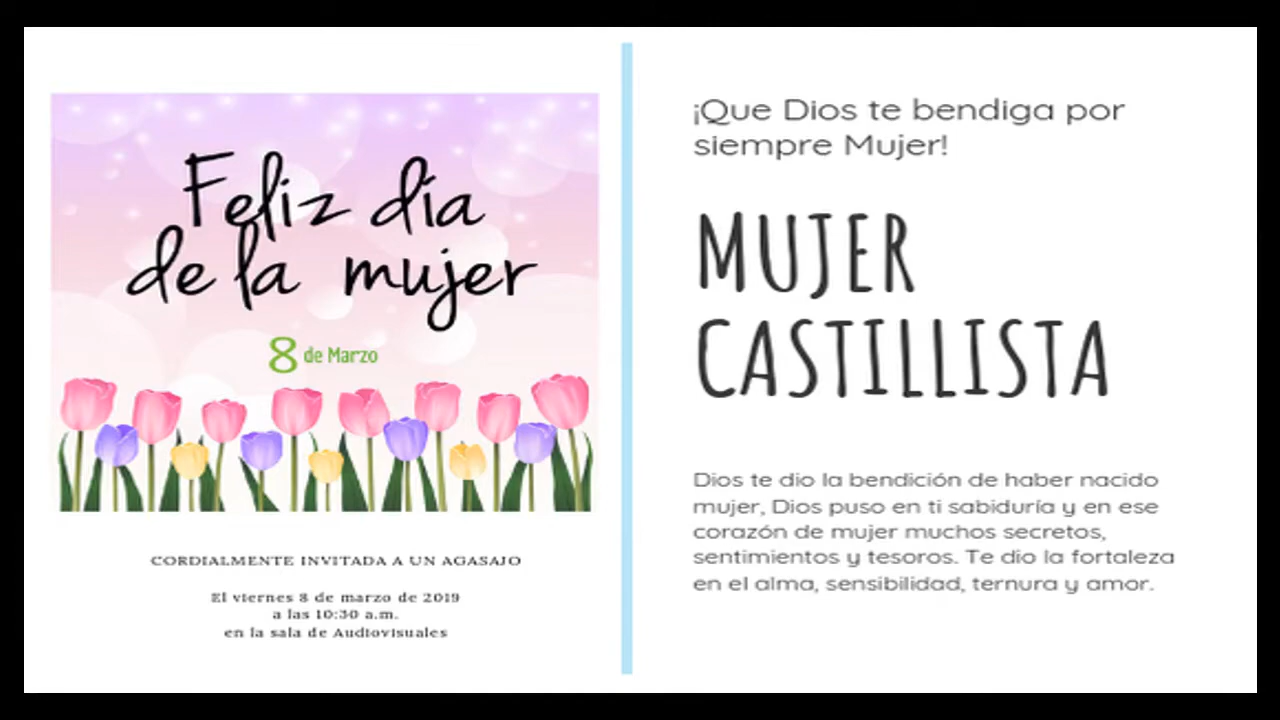 Feliz día
de la mujer
8 de Marzo
CORDIALMENTE INVITADA A UN AGASAJO
El viernes 8 de marzo de 2019
a las 10:30 a.m.
en la sala de Audiovisuales
¡Que Dios te bendiga por
siempre Mujer!
MUJER
CASTILLISTA
Dios te dio la bendición de haber nacido
mujer, Dios puso en ti sabiduría y en ese
corazón de mujer muchos secretos,
sentimientos y tesoros. Te dio la fortaleza
en el alma, sensibilidad, ternura y amor.